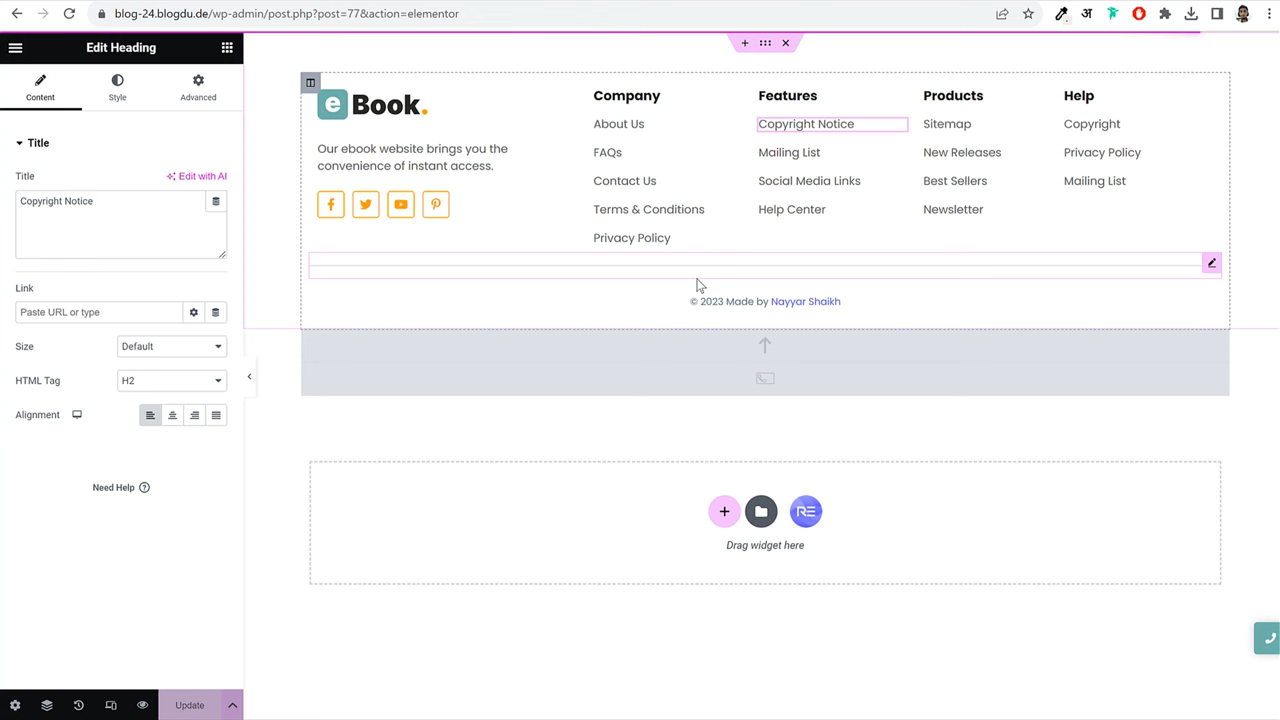 blog-24.blogdu.de/wp-admin/post.php?post=77&action=elementor
अ
Edit Heading
Content
Style
Advanced
Title
Title
Edit with AI
Copyright Notice
Link
Paste URL or type
Size
Default
HTML Tag
H2
Alignment
Need Help ?
Update
e Book.
Our ebook website brings you the
convenience of instant access.
Company
About Us
FAQs
Contact Us
Terms & Conditions
Privacy Policy
Features
Copyright Notice
Mailing List
Social Media Links
Help Center
Products
Sitemap
New Releases
Best Sellers
Newsletter
Help
Copyright
Privacy Policy
Mailing List
© 2023 Made by Nayyar Shaikh
RE
Drag widget here